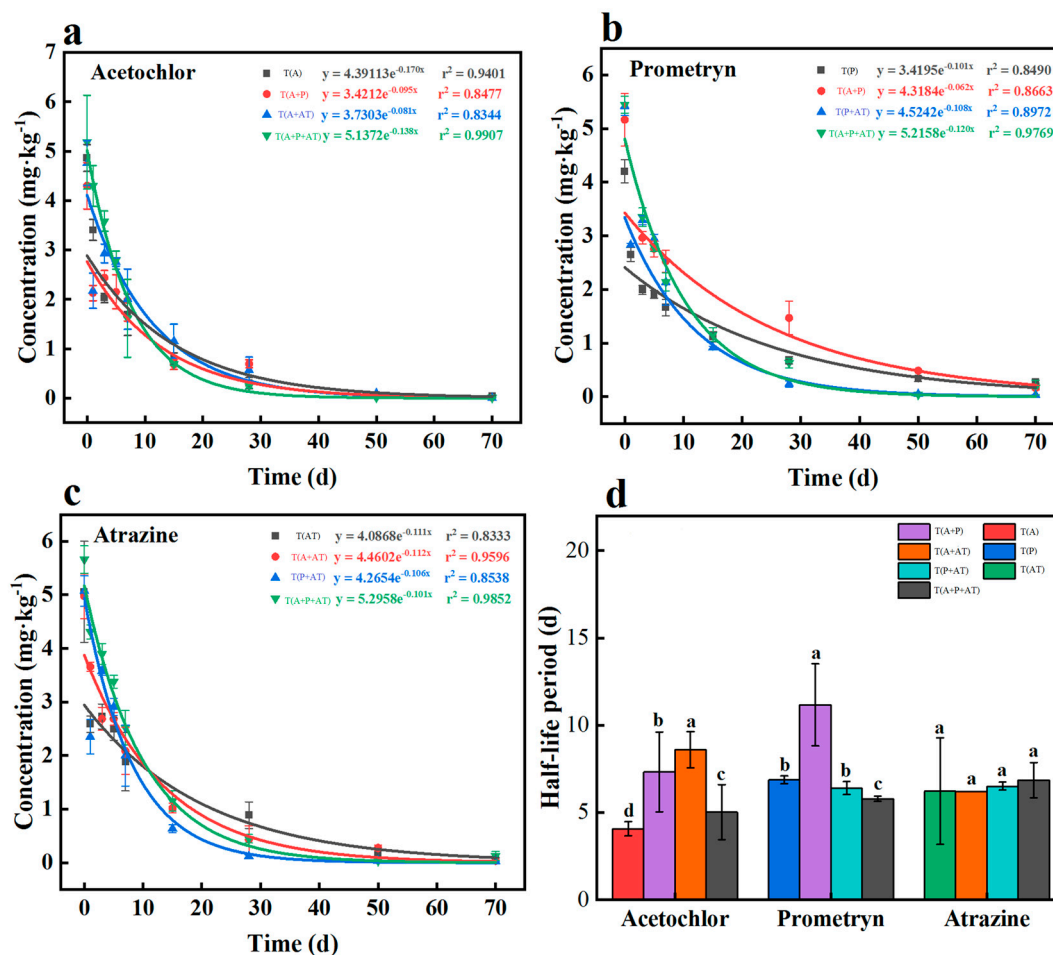 a
Acetochlor
T(A) y = 4.39113e^-0.170x r² = 0.9401
T(A+P) y = 3.4212e^-0.095x r² = 0.8477
T(A+AT) y = 3.7303e^-0.081x r² = 0.8344
T(A+P+AT) y = 5.1372e^-0.138x r² = 0.9907
Concentration (mg·kg⁻¹)
7
6
5
4
3
2
1
0
0 10 20 30 40 50 60 70
Time (d)
b
Prometryn
T(P) y = 3.4195e^-0.101x r² = 0.8490
T(A+P) y = 4.3184e^-0.062x r² = 0.8663
T(P+AT) y = 4.5242e^-0.108x r² = 0.8972
T(A+P+AT) y = 5.2158e^-0.120x r² = 0.9769
Concentration (mg·kg⁻¹)
6
5
4
3
2
1
0
0 10 20 30 40 50 60 70
Time (d)
c
Atrazine
T(AT) y = 4.0868e^-0.111x r² = 0.8333
T(A+AT) y = 4.4602e^-0.112x r² = 0.9596
T(P+AT) y = 4.2654e^-0.106x r² = 0.8538
T(A+P+AT) y = 5.2958e^-0.101x r² = 0.9852
Concentration (mg·kg⁻¹)
6
5
4
3
2
1
0
0 10 20 30 40 50 60 70
Time (d)
d
T(A+P) T(A)
T(A+AT) T(P)
T(P+AT) T(AT)
T(A+P+AT)
Half-life period (d)
20
15
10
5
0
d b a c
b a b c
a a a a
Acetochlor Prometryn Atrazine